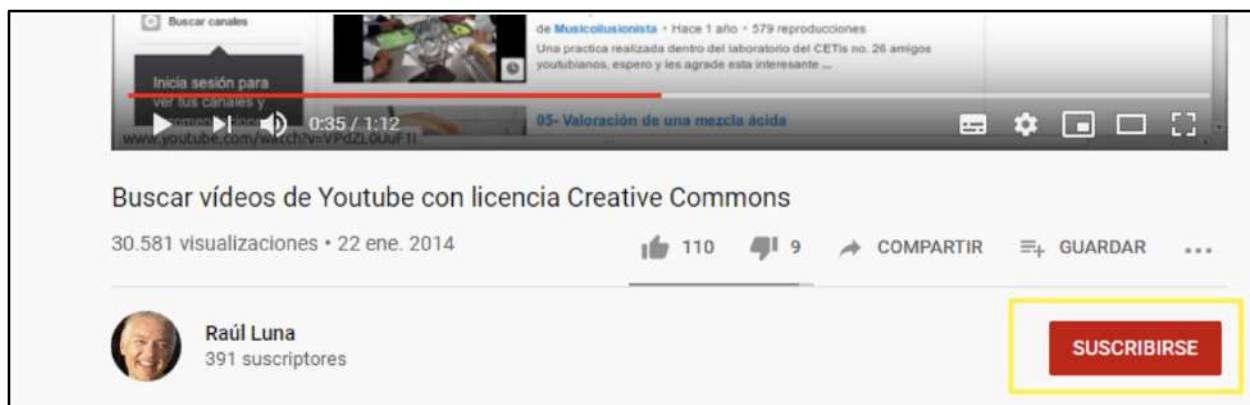 Buscar canales
de Musicoilusionista • Hace 1 año • 579 reproducciones
Una practica realizada dentro del laboratorio del CETis no. 26 amigos
youtubianos, espero y les agrade esta interesante ...
Inicia sesión para
ver tus canales y
0:35 / 1:12
05- Valoración de una mezcla ácida
Buscar vídeos de Youtube con licencia Creative Commons
30.581 visualizaciones • 22 ene. 2014
110 9 COMPARTIR GUARDAR
Raúl Luna
391 suscriptores
SUSCRIBIRSE